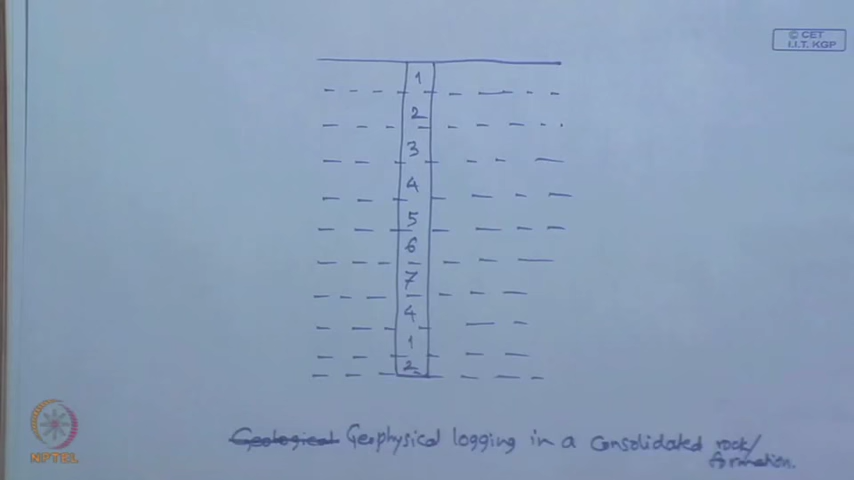 © CET
I.I.T. KGP
1
2
3
4
5
6
7
4
1
2
Geological Geophysical logging in a consolidated rock/
formation.
NPTEL